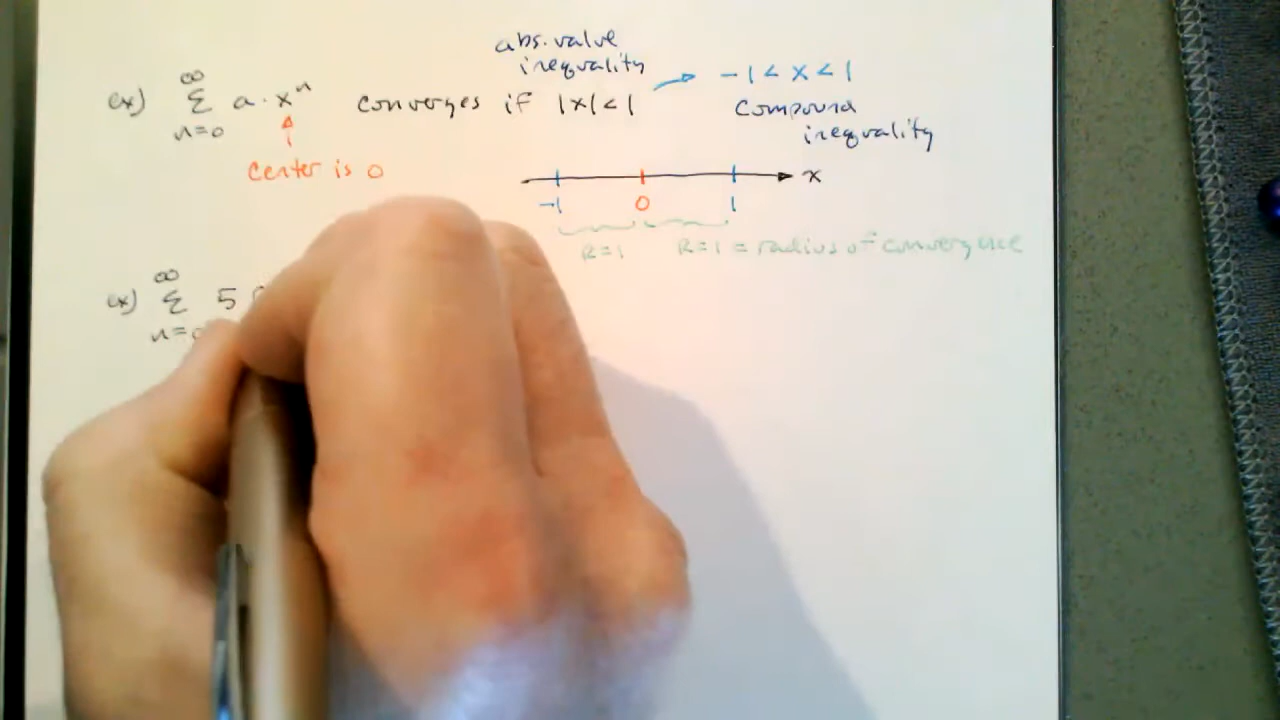 abs. value
inequality
ex) ∞ Σ n=0 a · xⁿ converges if |x| < 1 → -1 < x < 1
compound
inequality
center is 0
x
-1 0 1
R=1 R=1 = radius of convergence
ex) ∞ Σ 5